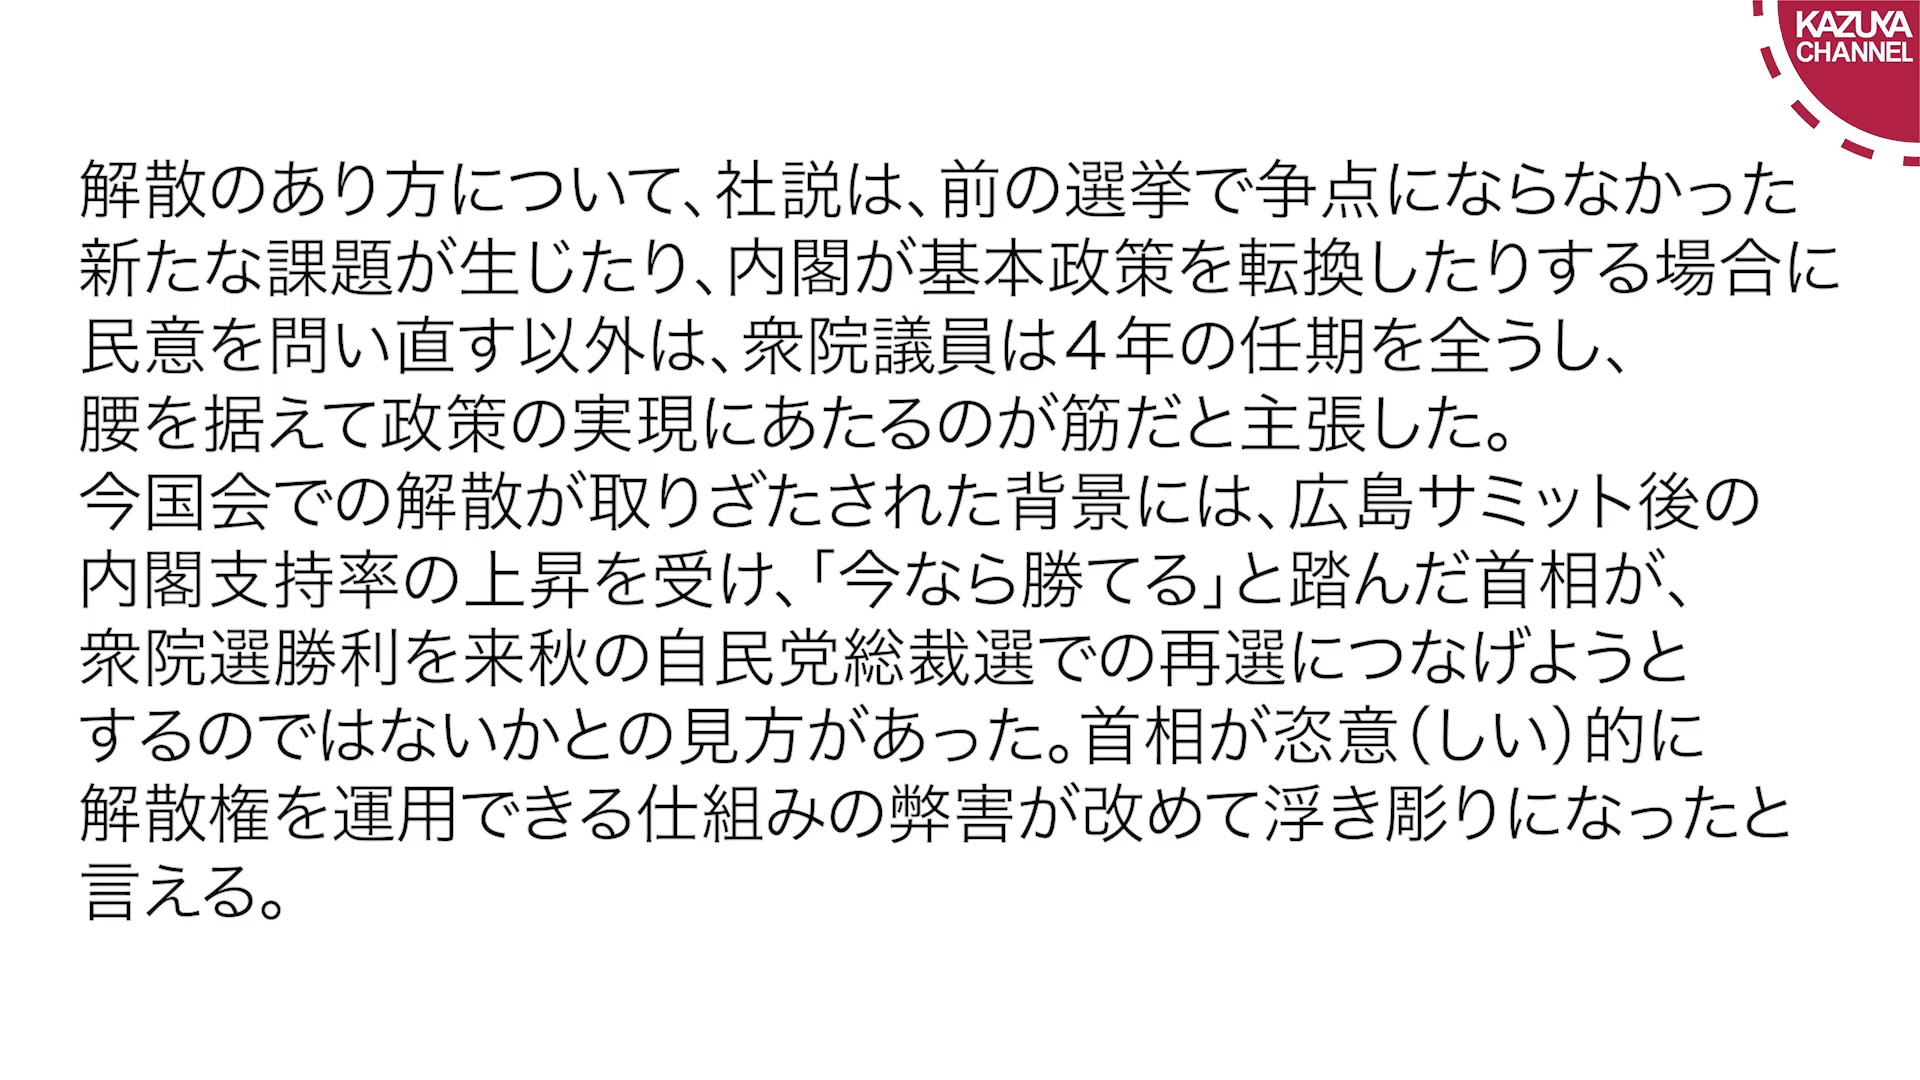 KAZUYA
CHANNEL
解散のあり方について、社説は、前の選挙で争点にならなかった
新たな課題が生じたり、内閣が基本政策を転換したりする場合に
民意を問い直す以外は、衆院議員は４年の任期を全うし、
腰を据えて政策の実現にあたるのが筋だと主張した。
今国会での解散が取りざたされた背景には、広島サミット後の
内閣支持率の上昇を受け、「今なら勝てる」と踏んだ首相が、
衆院選勝利を来秋の自民党総裁選での再選につなげようと
するのではないかとの見方があった。首相が恣意（しい）的に
解散権を運用できる仕組みの弊害が改めて浮き彫りになったと
言える。